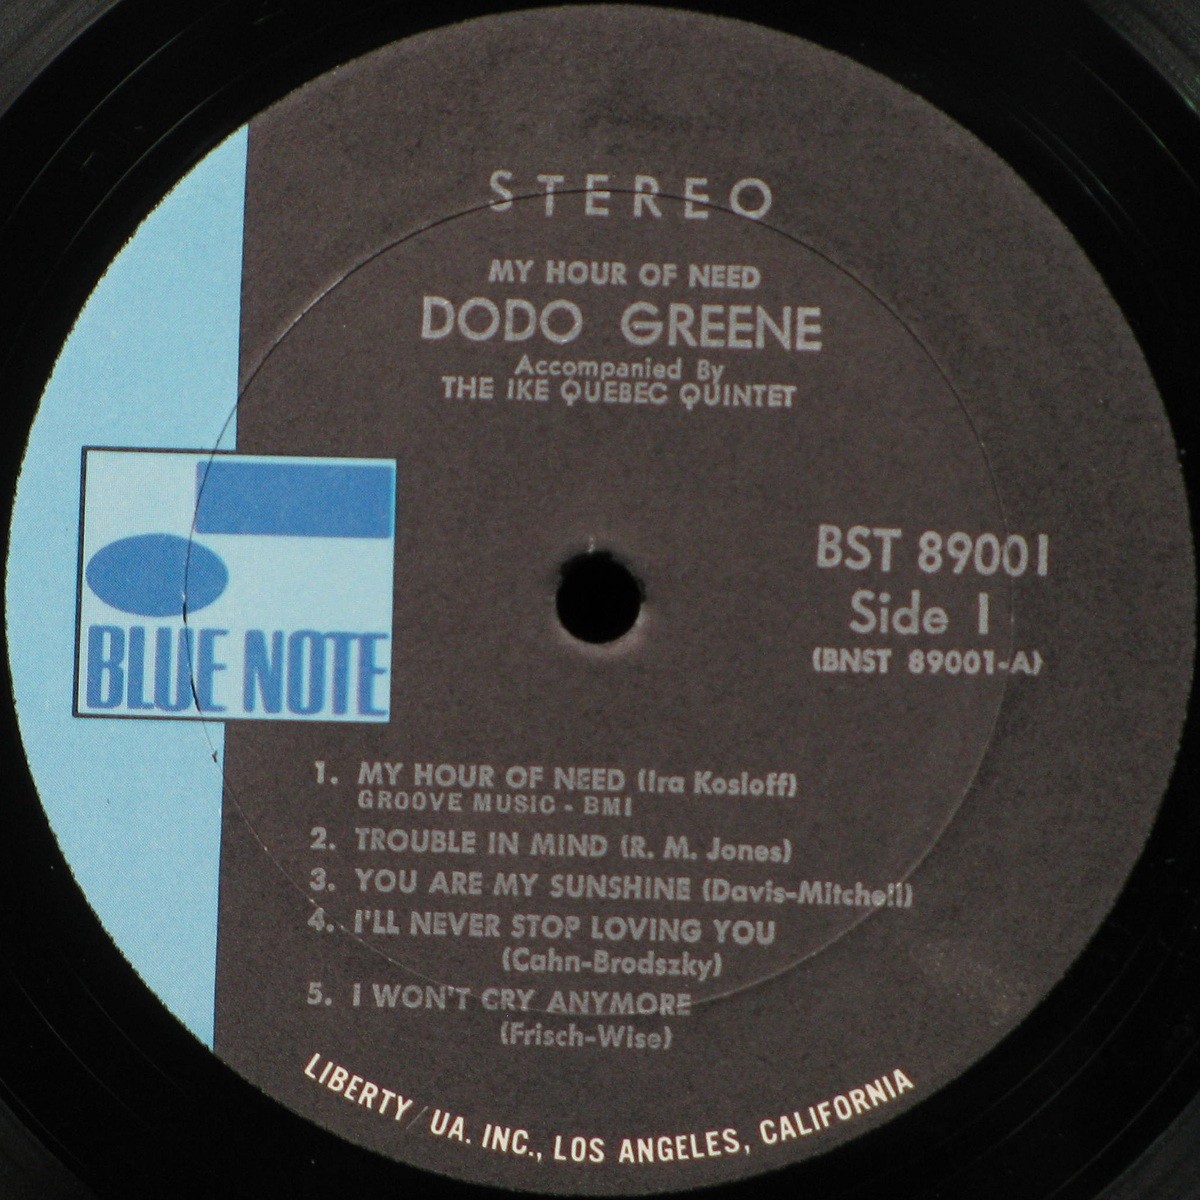 STEREO
MY HOUR OF NEED
DODO GREENE
Accompanied By
THE IKE QUEBEC QUINTET
BST 89001
Side 1
(BNST 89001-A)
BLUE NOTE
1. MY HOUR OF NEED (Ira Kosloff)
GROOVE MUSIC - BMI
2. TROUBLE IN MIND (R. M. Jones)
3. YOU ARE MY SUNSHINE (Davis-Mitchell)
4. I'LL NEVER STOP LOVING YOU
(Cahn-Brodszky)
5. I WON'T CRY ANYMORE
(Frisch-Wise)
LIBERTY/UA. INC., LOS ANGELES, CALIFORNIA